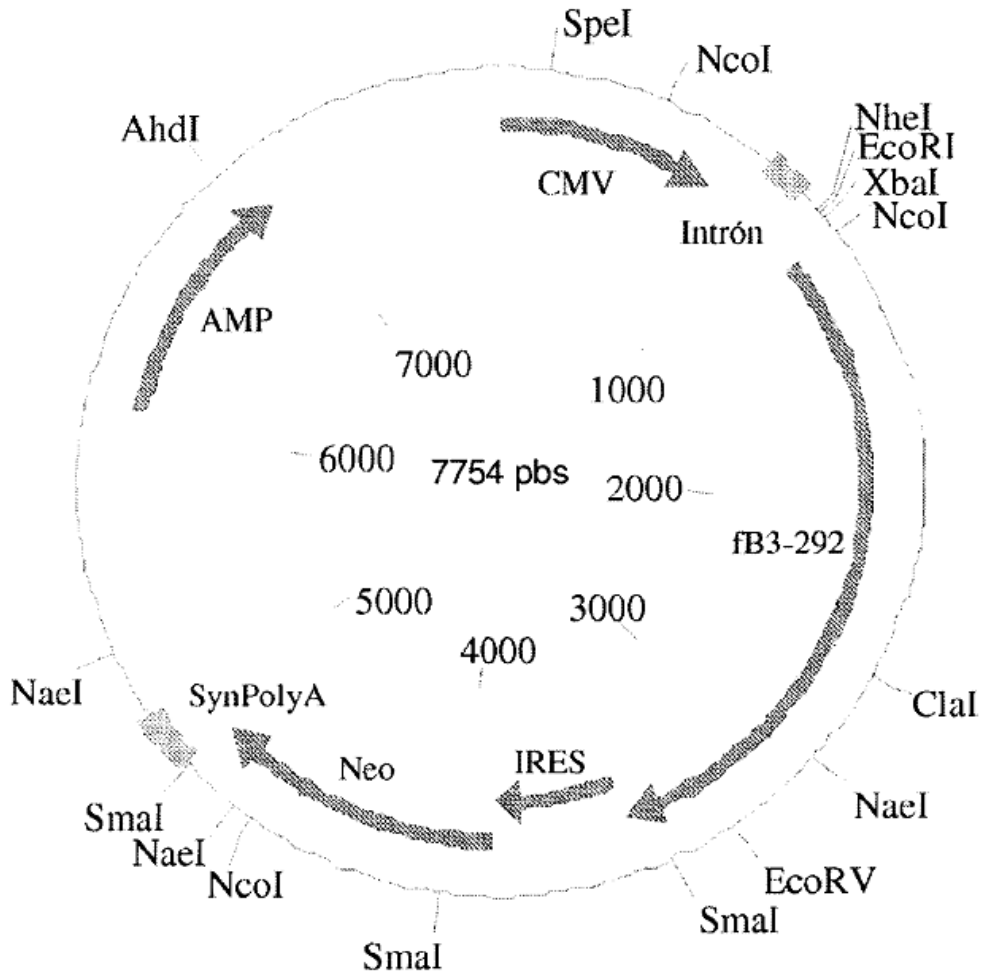 SpeI
NcoI
AhdI
NheI
EcoRI
XbaI
NcoI
CMV
Intrón
AMP
7000
1000
6000
7754 pbs
2000
fB3-292
5000
3000
4000
NaeI
SynPolyA
ClaI
Neo
IRES
NaeI
SmaI
NaeI
NcoI
EcoRV
SmaI
SmaI